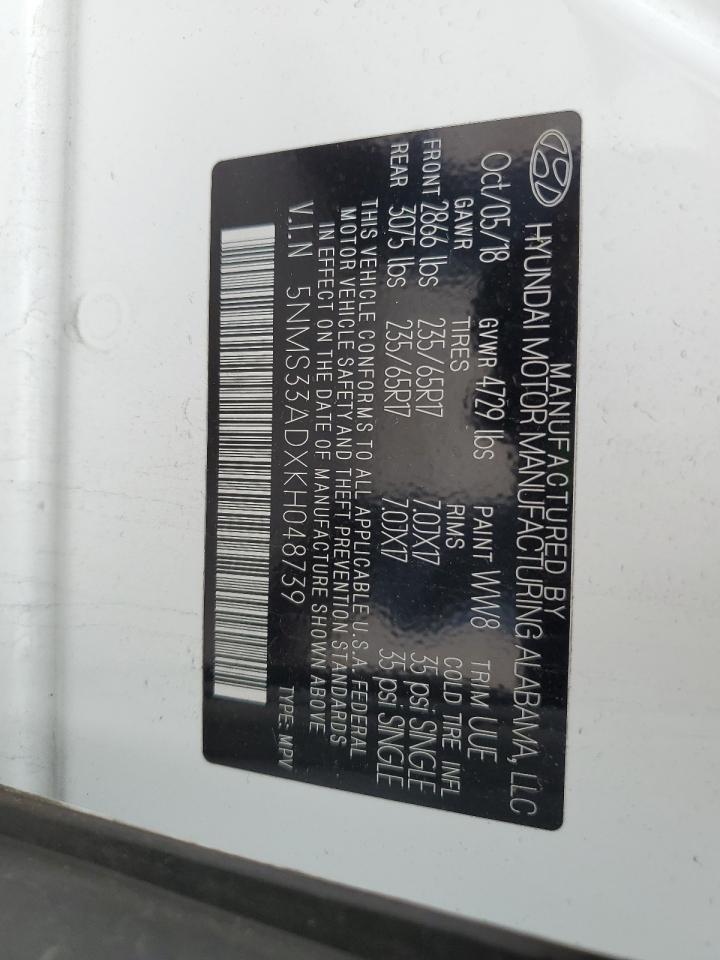 MANUFACTURED BY
HYUNDAI MOTOR MANUFACTURING ALABAMA, LLC
Oct/05/18 GVWR 4729 lbs PAINT WW8 TRIM UUE
GAWR TIRES RIMS COLD TIRE INFL
FRONT 2866 lbs 235/65R17 7.0JX17 35 psi SINGLE
REAR 3075 lbs 235/65R17 7.0JX17 35 psi SINGLE
THIS VEHICLE CONFORMS TO ALL APPLICABLE U.S.A. FEDERAL
MOTOR VEHICLE SAFETY AND THEFT PREVENTION STANDARDS
IN EFFECT ON THE DATE OF MANUFACTURE SHOWN ABOVE
V.I.N 5NMS33ADXKH048739 TYPE: MPV